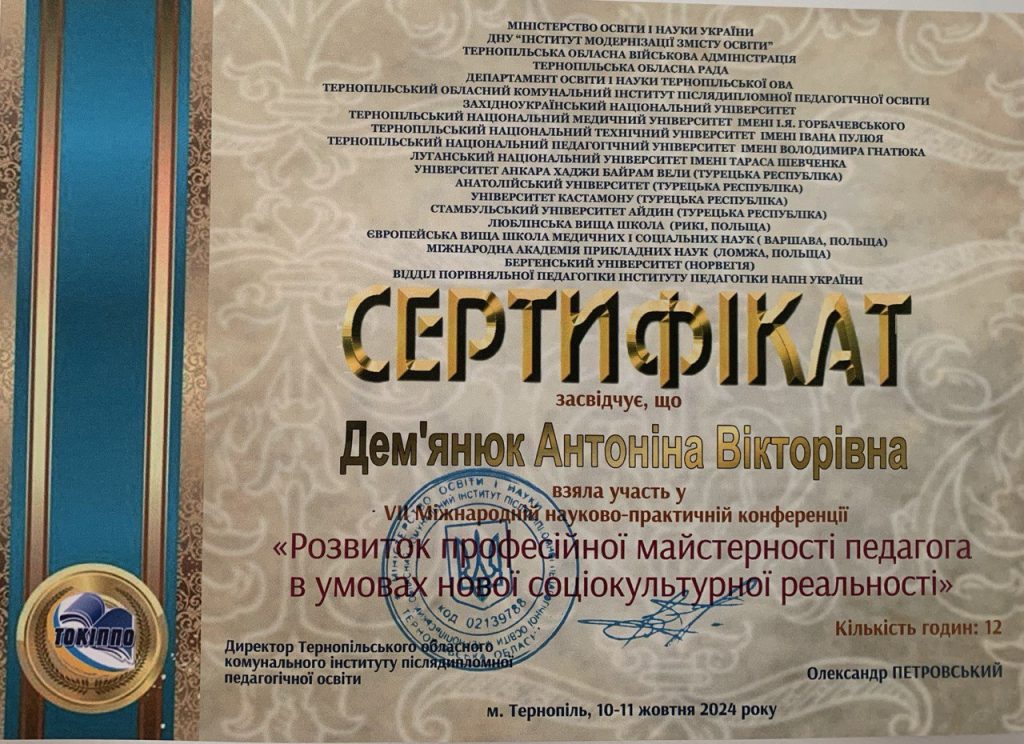 МІНІСТЕРСТВО ОСВІТИ І НАУКИ УКРАЇНИ
ДНУ “ІНСТИТУТ МОДЕРНІЗАЦІЇ ЗМІСТУ ОСВІТИ”
ТЕРНОПІЛЬСЬКА ОБЛАСНА ВІЙСЬКОВА АДМІНІСТРАЦІЯ
ТЕРНОПІЛЬСЬКА ОБЛАСНА РАДА
ДЕПАРТАМЕНТ ОСВІТИ І НАУКИ ТЕРНОПІЛЬСЬКОЇ ОВА
ТЕРНОПІЛЬСЬКИЙ ОБЛАСНИЙ КОМУНАЛЬНИЙ ІНСТИТУТ ПІСЛЯДИПЛОМНОЇ ПЕДАГОГІЧНОЇ ОСВІТИ
ЗАХІДНОУКРАЇНСЬКИЙ НАЦІОНАЛЬНИЙ УНІВЕРСИТЕТ
ТЕРНОПІЛЬСЬКИЙ НАЦІОНАЛЬНИЙ МЕДИЧНИЙ УНІВЕРСИТЕТ ІМЕНІ І.Я. ГОРБАЧЕВСЬКОГО
ТЕРНОПІЛЬСЬКИЙ НАЦІОНАЛЬНИЙ ТЕХНІЧНИЙ УНІВЕРСИТЕТ ІМЕНІ ІВАНА ПУЛЮЯ
ТЕРНОПІЛЬСЬКИЙ НАЦІОНАЛЬНИЙ ПЕДАГОГІЧНИЙ УНІВЕРСИТЕТ ІМЕНІ ВОЛОДИМИРА ГНАТЮКА
ЛУГАНСЬКИЙ НАЦІОНАЛЬНИЙ УНІВЕРСИТЕТ ІМЕНІ ТАРАСА ШЕВЧЕНКА
УНІВЕРСИТЕТ АНКАРА ХАДЖИ БАЙРАМ ВЕЛИ (ТУРЕЦЬКА РЕСПУБЛІКА)
АНАТОЛІЙСЬКИЙ УНІВЕРСИТЕТ (ТУРЕЦЬКА РЕСПУБЛІКА)
УНІВЕРСИТЕТ КАСТАМОНУ (ТУРЕЦЬКА РЕСПУБЛІКА)
СТАМБУЛЬСЬКИЙ УНІВЕРСИТЕТ АЙДИН (ТУРЕЦЬКА РЕСПУБЛІКА)
ЛЮБЛІНСЬКА ВИЩА ШКОЛА (РИКІ, ПОЛЬЩА)
ЄВРОПЕЙСЬКА ВИЩА ШКОЛА МЕДИЧНИХ І СОЦІАЛЬНИХ НАУК ( ВАРШАВА, ПОЛЬЩА)
МІЖНАРОДНА АКАДЕМІЯ ПРИКЛАДНИХ НАУК (ЛОМЖА, ПОЛЬЩА)
БЕРГЕНСЬКИЙ УНІВЕРСИТЕТ (НОРВЕГІЯ)
ВІДДІЛ ПОРІВНЯЛЬНОЇ ПЕДАГОГІКИ ІНСТИТУТУ ПЕДАГОГІКИ НАПН УКРАЇНИ
СЕРТИФІКАТ
засвідчує, що
Дем'янюк Антоніна Вікторівна
взяла участь у
VII Міжнародній науково-практичній конференції
«Розвиток професійної майстерності педагога
в умовах нової соціокультурної реальності»
код 02139788
Кількість годин: 12
ТОКІППО
Директор Тернопільського обласного
комунального інституту післядипломної
педагогічної освіти
Олександр ПЕТРОВСЬКИЙ
м. Тернопіль, 10-11 жовтня 2024 року